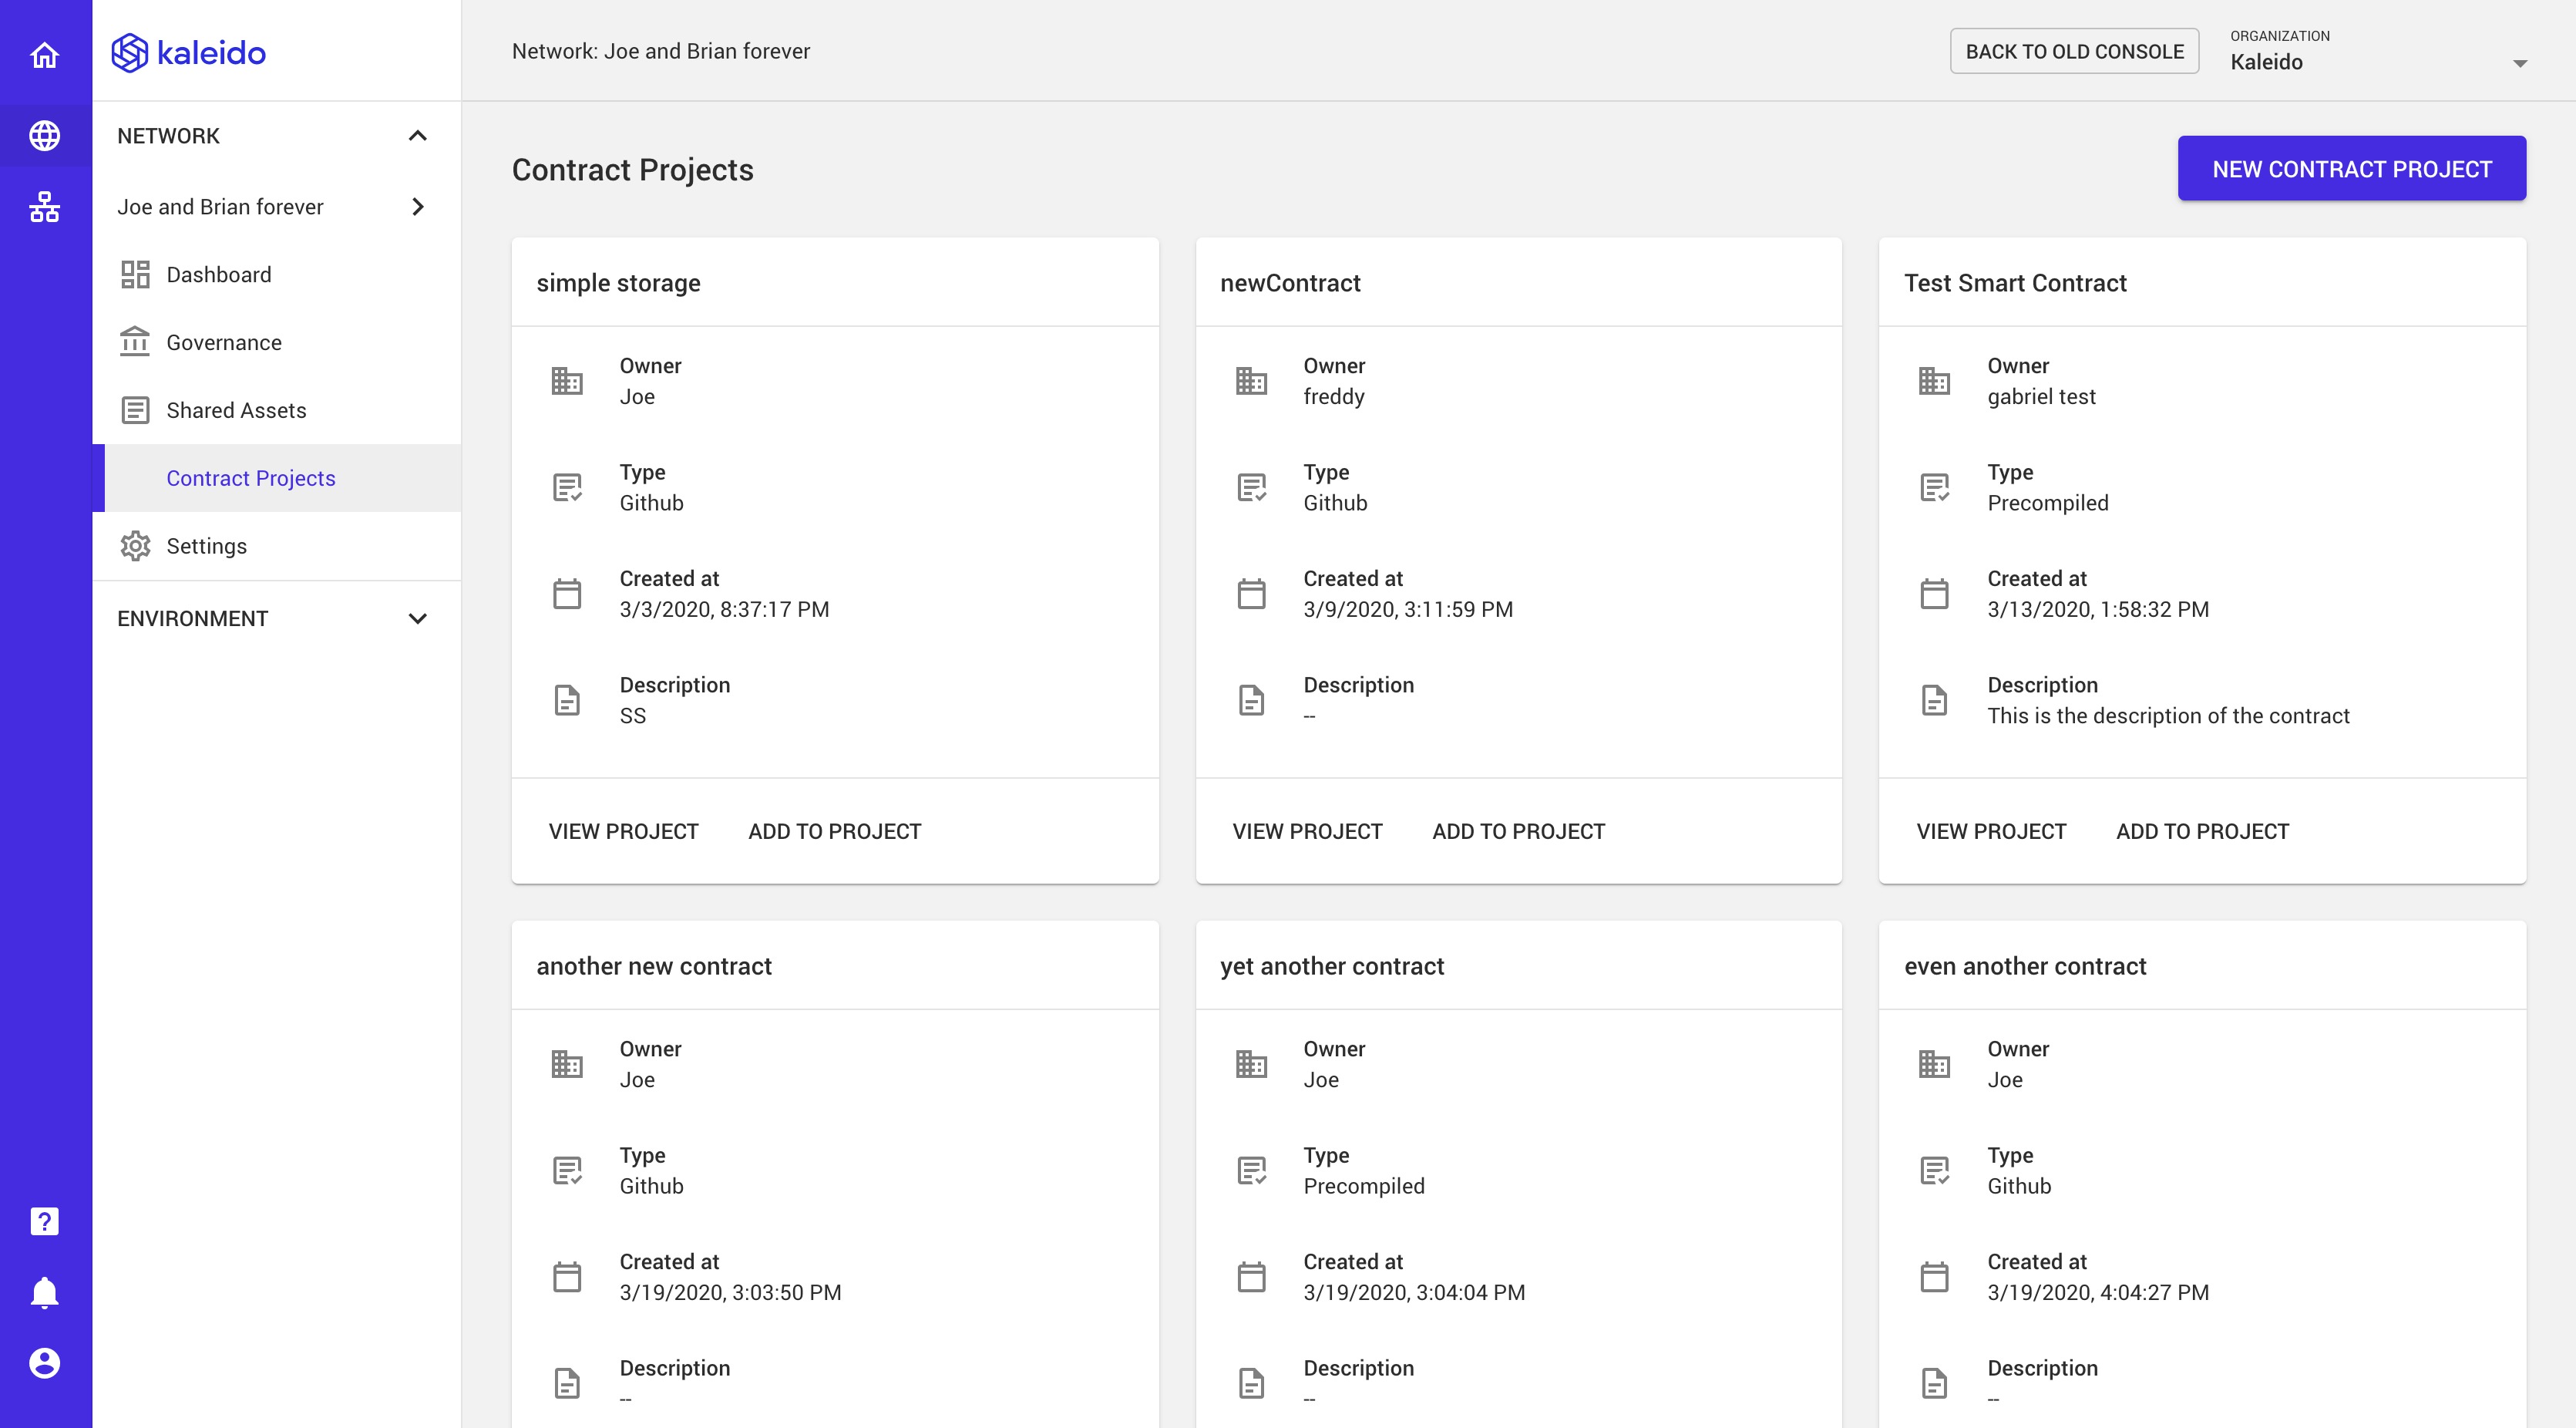 kaleido
Network: Joe and Brian forever
BACK TO OLD CONSOLE
ORGANIZATION
Kaleido
NETWORK
Joe and Brian forever
Dashboard
Governance
Shared Assets
Contract Projects
Settings
ENVIRONMENT
?
Contract Projects
NEW CONTRACT PROJECT
simple storage
Owner
Joe
Type
Github
Created at
3/3/2020, 8:37:17 PM
Description
SS
VIEW PROJECT ADD TO PROJECT
newContract
Owner
freddy
Type
Github
Created at
3/9/2020, 3:11:59 PM
Description
--
VIEW PROJECT ADD TO PROJECT
Test Smart Contract
Owner
gabriel test
Type
Precompiled
Created at
3/13/2020, 1:58:32 PM
Description
This is the description of the contract
VIEW PROJECT ADD TO PROJECT
another new contract
Owner
Joe
Type
Github
Created at
3/19/2020, 3:03:50 PM
Description
--
yet another contract
Owner
Joe
Type
Precompiled
Created at
3/19/2020, 3:04:04 PM
Description
--
even another contract
Owner
Joe
Type
Github
Created at
3/19/2020, 4:04:27 PM
Description
--